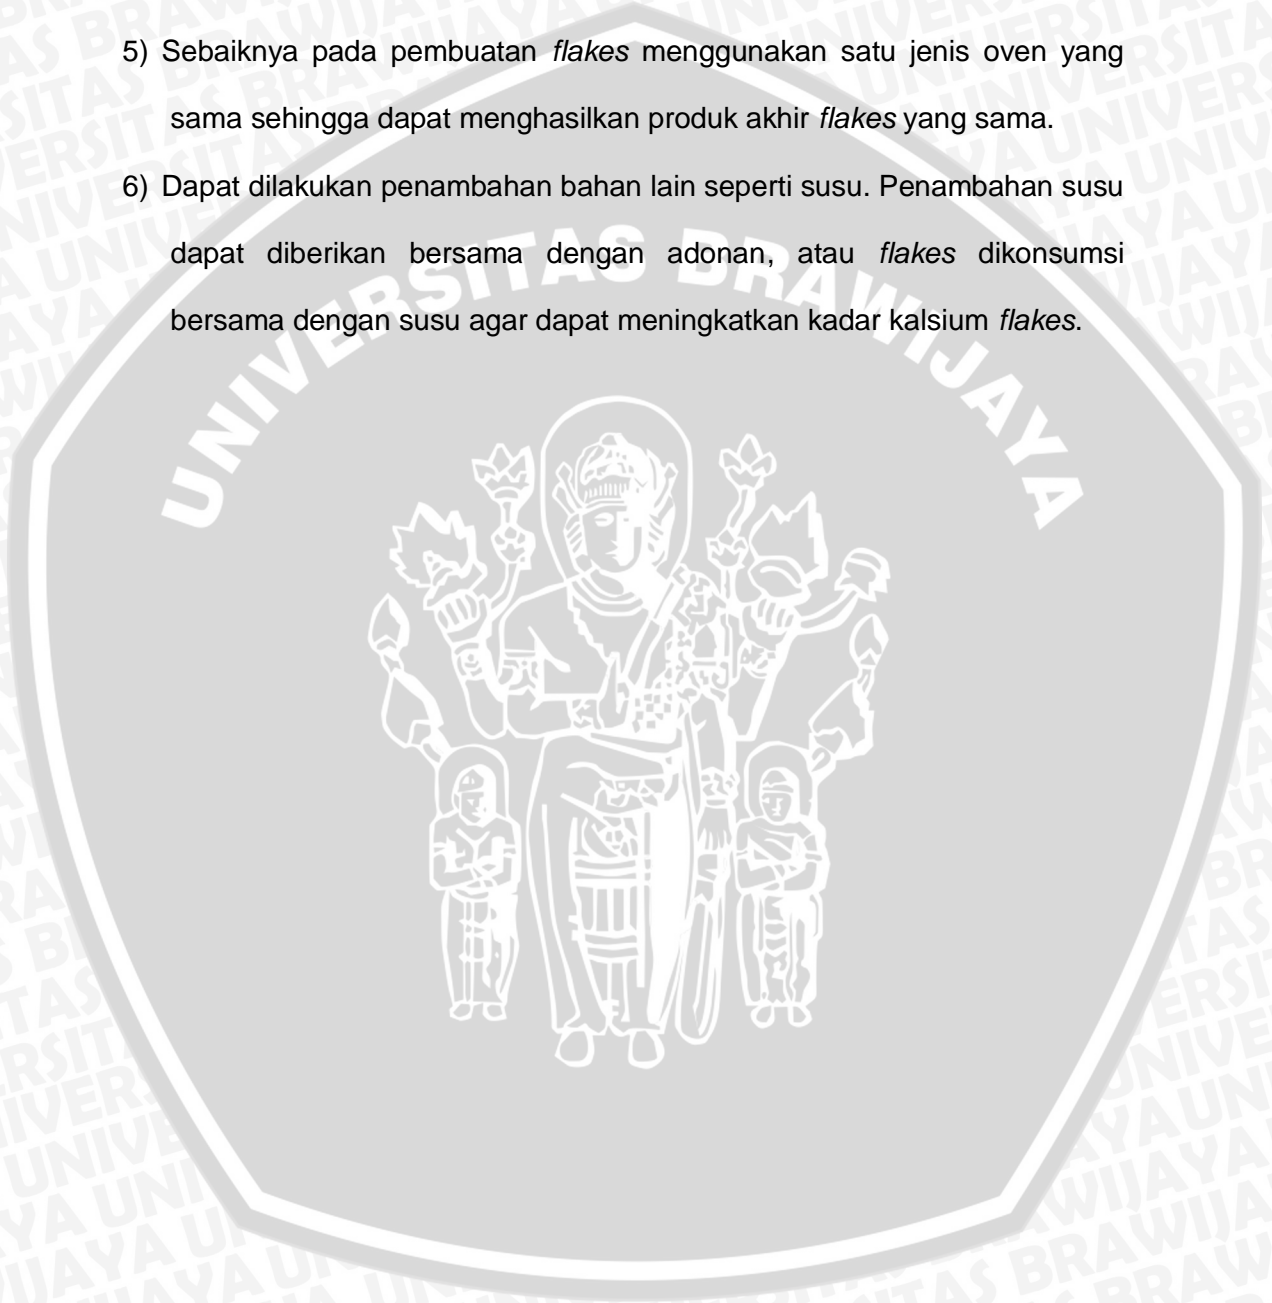 5) Sebaiknya pada pembuatan flakes menggunakan satu jenis oven yang
sama sehingga dapat menghasilkan produk akhir flakes yang sama.
6) Dapat dilakukan penambahan bahan lain seperti susu. Penambahan susu
dapat diberikan bersama dengan adonan, atau flakes dikonsumsi
bersama dengan susu agar dapat meningkatkan kadar kalsium flakes.
UNIVERSITAS BRAWIJAYA